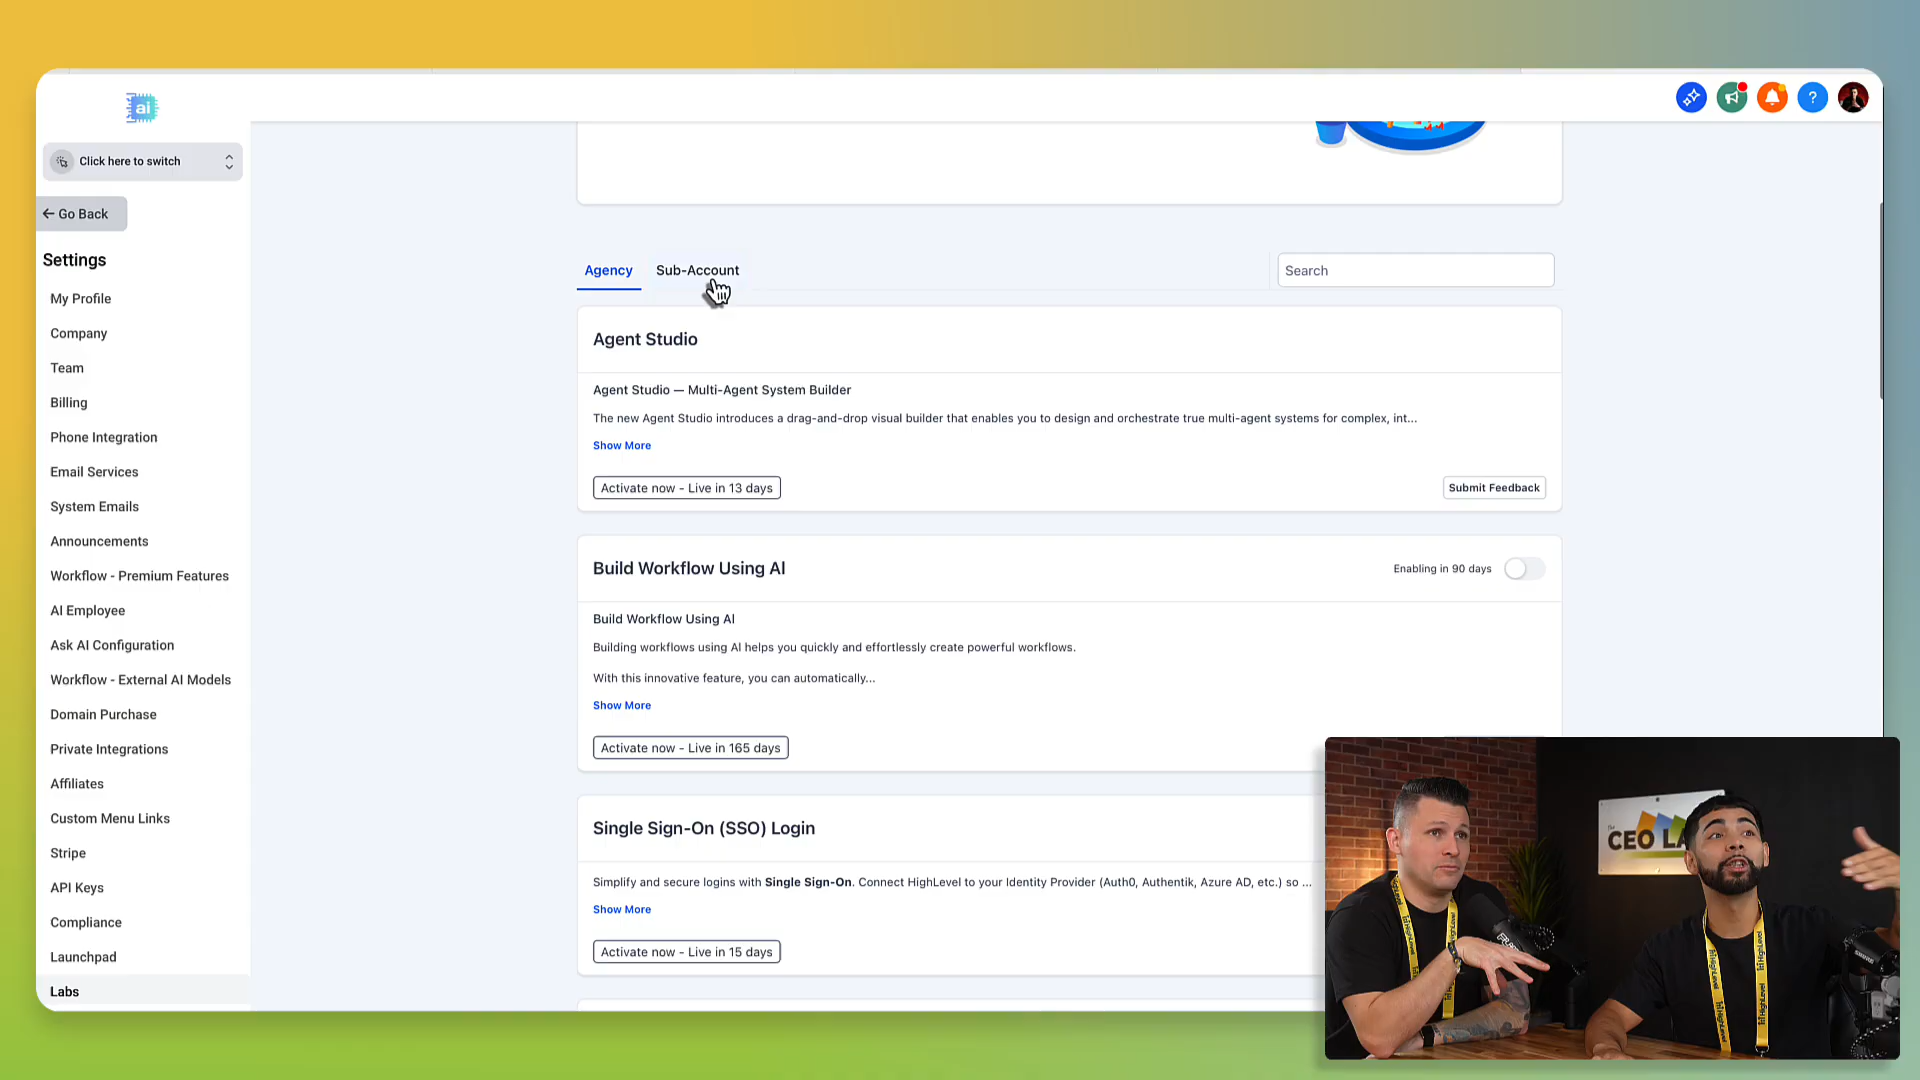 ai
Click here to switch
Go Back
Settings
My Profile
Company
Team
Billing
Phone Integration
Email Services
System Emails
Announcements
Workflow - Premium Features
AI Employee
Ask AI Configuration
Workflow - External AI Models
Domain Purchase
Private Integrations
Affiliates
Custom Menu Links
Stripe
API Keys
Compliance
Launchpad
Labs
?
Agency
Sub-Account
Search
Agent Studio
Agent Studio — Multi-Agent System Builder
The new Agent Studio introduces a drag-and-drop visual builder that enables you to design and orchestrate true multi-agent systems for complex, int...
Show More
Activate now - Live in 13 days
Submit Feedback
Build Workflow Using AI
Enabling in 90 days
Build Workflow Using AI
Building workflows using AI helps you quickly and effortlessly create powerful workflows.
With this innovative feature, you can automatically...
Show More
Activate now - Live in 165 days
Single Sign-On (SSO) Login
Simplify and secure logins with Single Sign-On. Connect HighLevel to your Identity Provider (Auth0, Authentik, Azure AD, etc.) so ...
Show More
Activate now - Live in 15 days
The
CEO LA
HighLevel
HighLevel
HighLevel